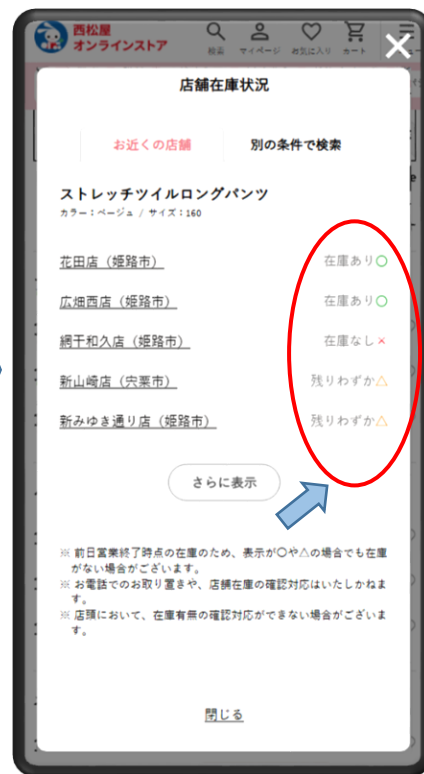 西松屋
オンラインストア
検索 マイページ お気に入り カート
店舗在庫状況
お近くの店舗 別の条件で検索
ストレッチツイルロングパンツ
カラー：ベージュ / サイズ：160
花田店（姫路市） 在庫あり〇
広畑西店（姫路市） 在庫あり〇
網干和久店（姫路市） 在庫なし×
新山崎店（宍粟市） 残りわずか△
新みゆき通り店（姫路市） 残りわずか△
さらに表示
※ 前日営業終了時点の在庫のため、表示が〇や△の場合でも在庫
がない場合がございます。
※ お電話でのお取り置きや、店舗在庫の確認対応はいたしかねま
す。
※ 店頭において、在庫有無の確認対応ができない場合がございま
す。
閉じる